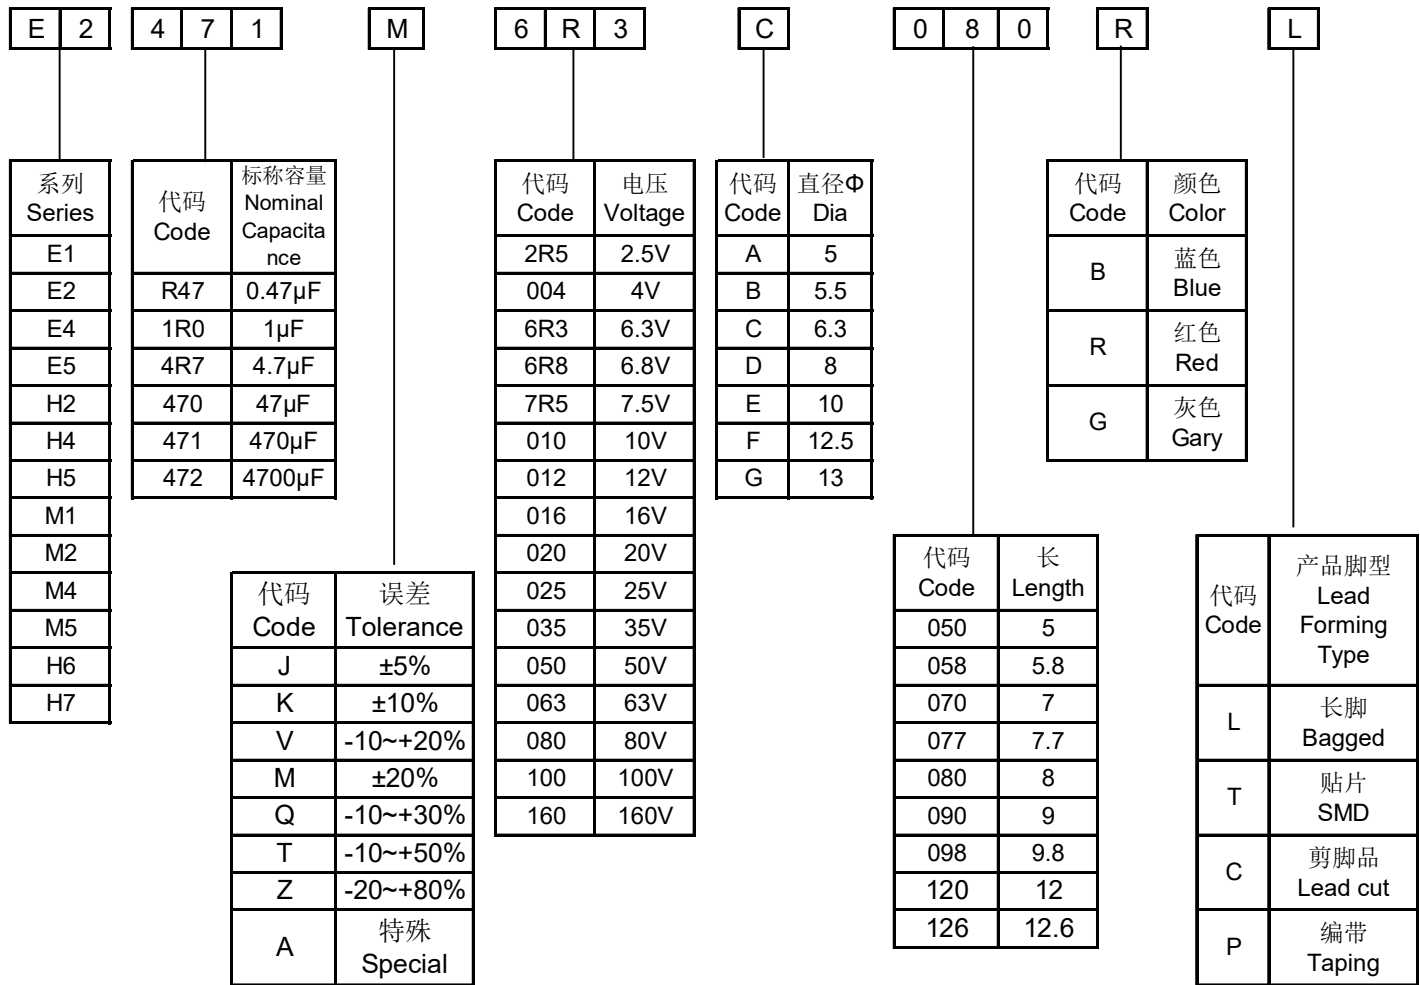 E 2 4 7 1 M 6 R 3 C 0 8 0 R L
系列
Series
E1
E2
E4
E5
H2
H4
H5
M1
M2
M4
M5
H6
H7
代码
Code
标称容量
Nominal
Capacita
nce
R47 0.47µF
1R0 1µF
4R7 4.7µF
470 47µF
471 470µF
472 4700µF
代码 误差
Code Tolerance
J ±5%
K ±10%
V -10~+20%
M ±20%
Q -10~+30%
T -10~+50%
Z -20~+80%
A
特殊
Special
代码 电压
Code Voltage
2R5 2.5V
004 4V
6R3 6.3V
6R8 6.8V
7R5 7.5V
010 10V
012 12V
016 16V
020 20V
025 25V
035 35V
050 50V
063 63V
080 80V
100 100V
160 160V
代码 直径Φ
Code Dia
A 5
B 5.5
C 6.3
D 8
E 10
F 12.5
G 13
代码 长
Code Length
050 5
058 5.8
070 7
077 7.7
080 8
090 9
098 9.8
120 12
126 12.6
代码 颜色
Code Color
B
蓝色
Blue
R
红色
Red
G
灰色
Gary
代码
Code
产品脚型
Lead
Forming
Type
L
长脚
Bagged
T
贴片
SMD
C
剪脚品
Lead cut
P
编带
Taping